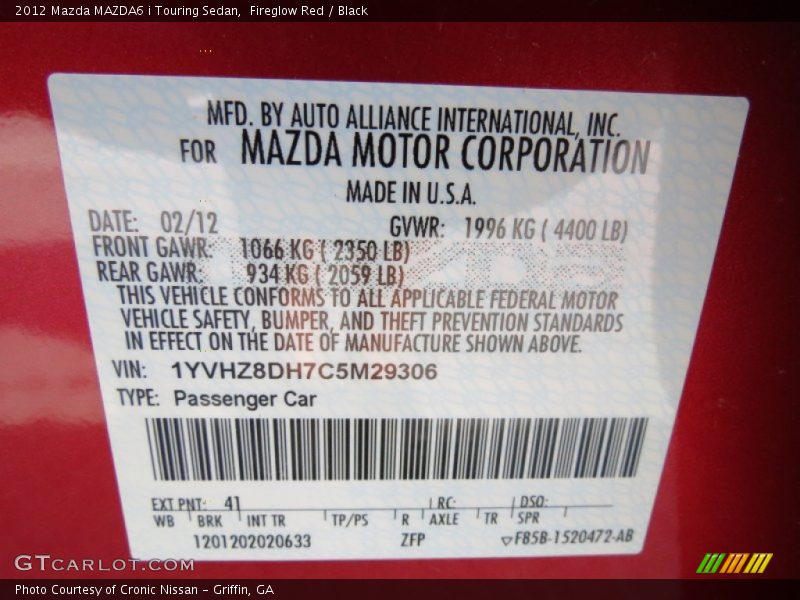 2012 Mazda MAZDA6 i Touring Sedan,  Fireglow Red / Black
MFD. BY AUTO ALLIANCE INTERNATIONAL, INC.
FOR MAZDA MOTOR CORPORATION
MADE IN U.S.A.
DATE: 02/12 GVWR: 1996 KG ( 4400 LB)
FRONT GAWR: 1066 KG ( 2350 LB)
REAR GAWR: 934 KG ( 2059 LB)
THIS VEHICLE CONFORMS TO ALL APPLICABLE FEDERAL MOTOR
VEHICLE SAFETY, BUMPER, AND THEFT PREVENTION STANDARDS
IN EFFECT ON THE DATE OF MANUFACTURE SHOWN ABOVE.
VIN: 1YVHZ8DH7C5M29306
TYPE: Passenger Car
EXT PNT: 41 RC: DSO:
WB BRK INT TR TP/PS R AXLE TR SPR
1201202020633 ZFP F85B-1520472-AB
GTCARLOT.COM
Photo Courtesy of Cronic Nissan - Griffin, GA